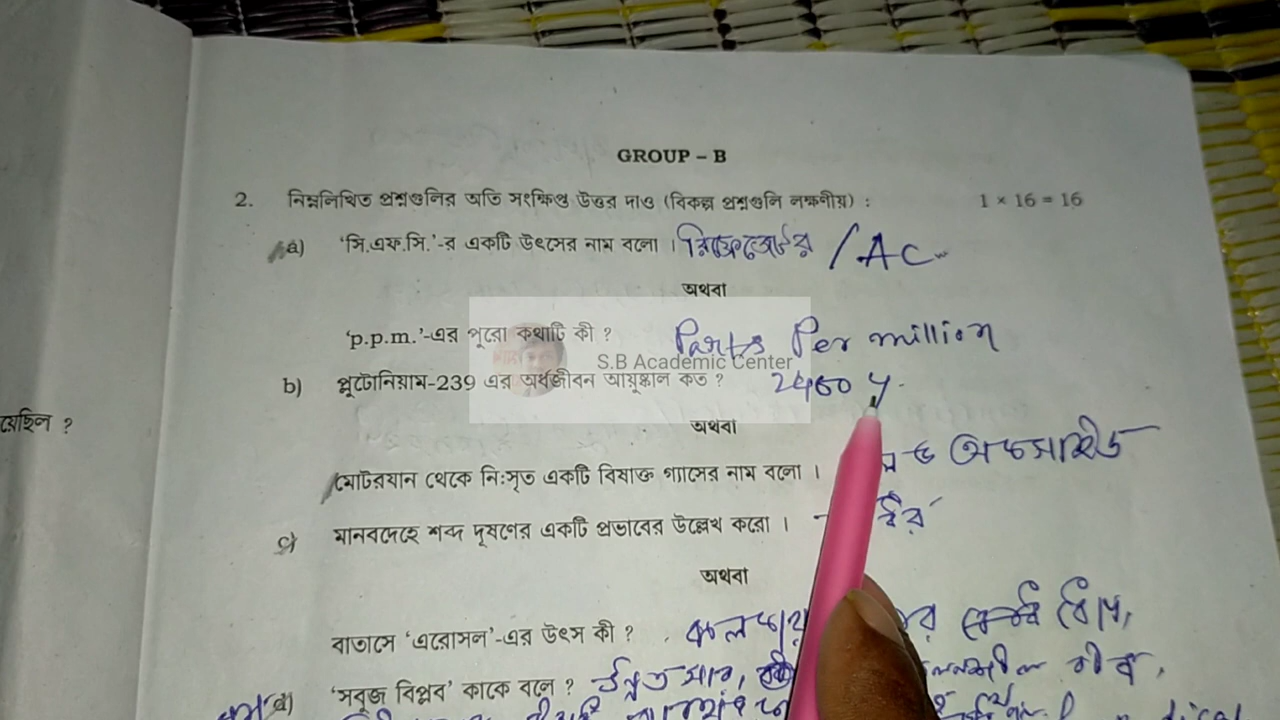 GROUP – B
2. নিম্নলিখিত প্রশ্নগুলির অতি সংক্ষিপ্ত উত্তর দাও (বিকল্প প্রশ্নগুলি লক্ষণীয়) : 1 × 16 = 16
a) 'সি.এফ.সি.'-র একটি উৎসের নাম বলো । / AC
অথবা
'p.p.m.'-এর পুরো কথাটি কী ? Parts Per million
S.B Academic Center
b) প্লুটোনিয়াম-239 এর অর্ধজীবন আয়ুষ্কাল কত ? y.
অথবা
য়েছিল ?
মোটরযান থেকে নিঃসৃত একটি বিষাক্ত গ্যাসের নাম বলো ।
c) মানবদেহে শব্দ দূষণের একটি প্রভাবের উল্লেখ করো ।
অথবা
বাতাসে 'এরোসল'-এর উৎস কী ?
d) 'সবুজ বিপ্লব' কাকে বলে ? উন্নত সার,